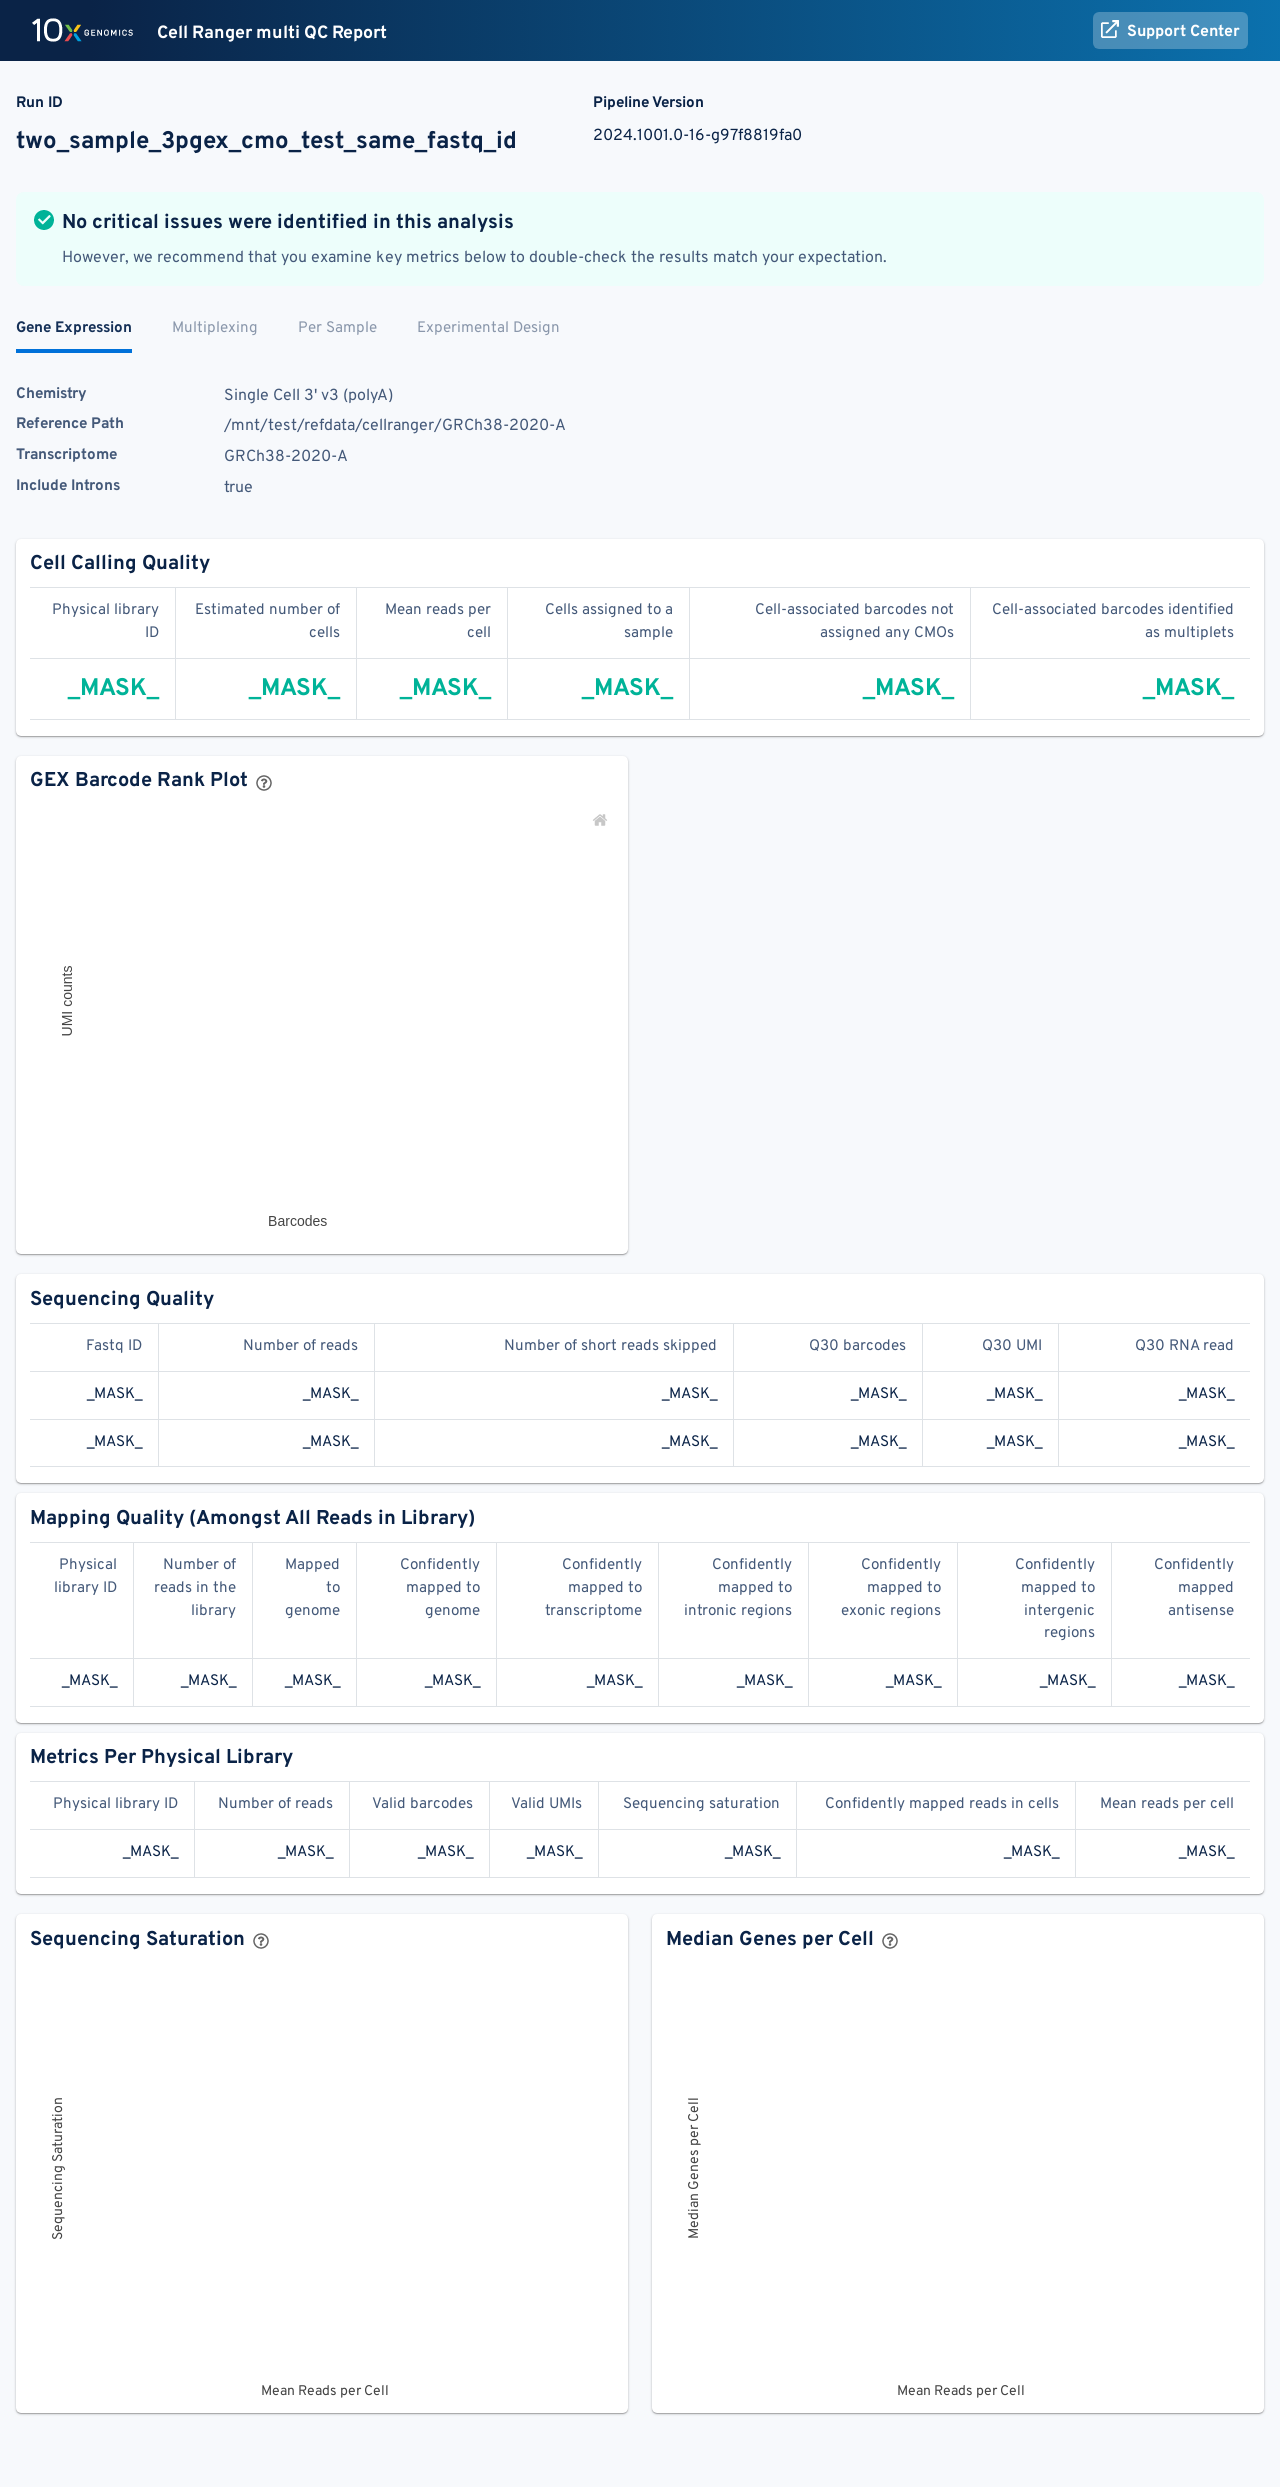 10x GENOMICS Cell Ranger multi QC Report Support Center
Run ID Pipeline Version
two_sample_3pgex_cmo_test_same_fastq_id 2024.1001.0-16-g97f8819fa0
No critical issues were identified in this analysis
However, we recommend that you examine key metrics below to double-check the results match your expectation.
Gene Expression Multiplexing Per Sample Experimental Design
Chemistry Single Cell 3' v3 (polyA)
Reference Path /mnt/test/refdata/cellranger/GRCh38-2020-A
Transcriptome GRCh38-2020-A
Include Introns true
Cell Calling Quality
Physical library Estimated number of Mean reads per Cells assigned to a Cell-associated barcodes not Cell-associated barcodes identified
ID cells cell sample assigned any CMOs as multiplets
_MASK_ _MASK_ _MASK_ _MASK_ _MASK_ _MASK_
GEX Barcode Rank Plot ?
UMI counts
Barcodes
Sequencing Quality
Fastq ID Number of reads Number of short reads skipped Q30 barcodes Q30 UMI Q30 RNA read
_MASK_ _MASK_ _MASK_ _MASK_ _MASK_ _MASK_
_MASK_ _MASK_ _MASK_ _MASK_ _MASK_ _MASK_
Mapping Quality (Amongst All Reads in Library)
Physical Number of Mapped Confidently Confidently Confidently Confidently Confidently Confidently
library ID reads in the to mapped to mapped to mapped to mapped to mapped to mapped
library genome genome transcriptome intronic regions exonic regions intergenic antisense
regions
_MASK_ _MASK_ _MASK_ _MASK_ _MASK_ _MASK_ _MASK_ _MASK_ _MASK_
Metrics Per Physical Library
Physical library ID Number of reads Valid barcodes Valid UMIs Sequencing saturation Confidently mapped reads in cells Mean reads per cell
_MASK_ _MASK_ _MASK_ _MASK_ _MASK_ _MASK_ _MASK_
Sequencing Saturation ? Median Genes per Cell ?
Sequencing Saturation Median Genes per Cell
Mean Reads per Cell Mean Reads per Cell